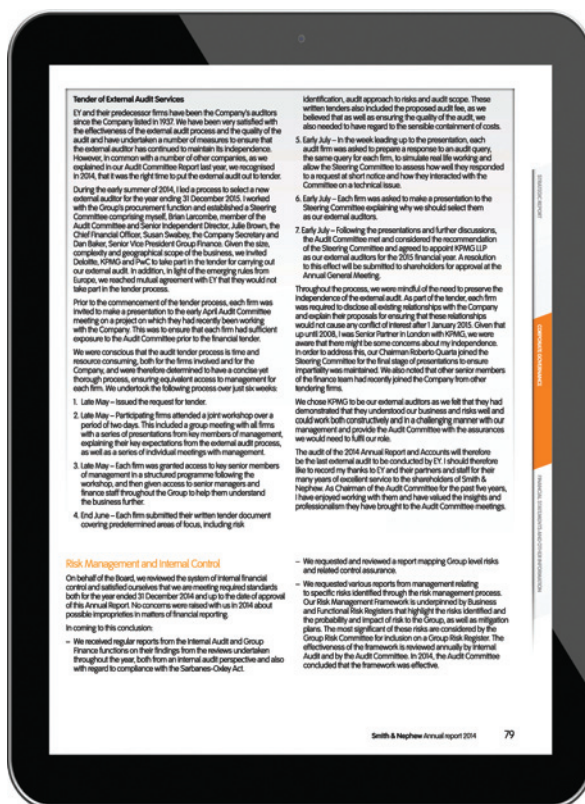 Tender of External Audit Services
EY and their predecessor firms have been the Company's auditors
since the Company listed in 1937. We have been very satisfied with
the effectiveness of the external audit process and the quality of the
audit and have undertaken a number of measures to ensure that
the external auditor has continued to maintain its independence.
However, in common with a number of other companies, as we
explained in our Audit Committee Report last year, we recognised
in 2014, that it was the right time to put the external audit out to tender.
During the early summer of 2014, I led a process to select a new
external auditor for the year ending 31 December 2015. I worked
with the Group's procurement function and established a Steering
Committee comprising myself, Brian Larcombe, member of the
Audit Committee and Senior Independent Director, Julie Brown, the
Chief Financial Officer, Susan Swabey, the Company Secretary and
Dan Baker, Senior Vice President Group Finance. Given the size,
complexity and geographical scope of the business, we invited
Deloitte, KPMG and PwC to take part in the tender for carrying out
our external audit. In addition, in light of the emerging rules from
Europe, we reached mutual agreement with EY that they would not
take part in the tender process.
Prior to the commencement of the tender process, each firm was
invited to make a presentation to the early April Audit Committee
meeting on a project on which they had recently been working
with the Company. This was to ensure that each firm had sufficient
exposure to the Audit Committee prior to the financial tender.
We were conscious that the audit tender process is time and
resource consuming, both for the firms involved and for the
Company, and were therefore determined to have a concise yet
thorough process, ensuring equivalent access to management for
each firm. We undertook the following process over just six weeks:
1. Late May – Issued the request for tender.
2. Late May – Participating firms attended a joint workshop over a
period of two days. This included a group meeting with all firms
with a series of presentations from key members of management,
explaining their key expectations from the external audit process,
as well as a series of individual meetings with management.
3. Late May – Each firm was granted access to key senior members
of management in a structured programme following the
workshop, and then given access to senior managers and
finance staff throughout the Group to help them understand
the business further.
4. End June – Each firm submitted their written tender document
covering predetermined areas of focus, including risk
identification, audit approach to risks and audit scope. These
written tenders also included the proposed audit fee, as we
believed that as well as ensuring the quality of the audit, we
also needed to have regard to the sensible containment of costs.
5. Early July – In the week leading up to the presentation, each
audit firm was asked to prepare a response to an audit query,
the same query for each firm, to simulate real life working and
allow the Steering Committee to assess how well they responded
to a request at short notice and how they interacted with the
Committee on a technical issue.
6. Early July – Each firm was asked to make a presentation to the
Steering Committee explaining why we should select them
as our external auditors.
7. Early July – Following the presentations and further discussions,
the Audit Committee met and considered the recommendation
of the Steering Committee and agreed to appoint KPMG LLP
as our external auditors for the 2015 financial year. A resolution
to this effect will be submitted to shareholders for approval at the
Annual General Meeting.
Throughout the process, we were mindful of the need to preserve the
independence of the external audit. As part of the tender, each firm
was required to disclose all existing relationships with the Company
and explain their proposals for ensuring that these relationships
would not cause any conflict of interest after 1 January 2015. Given that
up until 2008, I was Senior Partner in London with KPMG, we were
aware that there might be some concerns about my independence.
In order to address this, our Chairman Roberto Quarta joined the
Steering Committee for the final stage of presentations to ensure
impartiality was maintained. We also noted that other senior members
of the finance team had recently joined the Company from other
tendering firms.
We chose KPMG to be our external auditors as we felt that they had
demonstrated that they understood our business and risks well and
could work both constructively and in a challenging manner with our
management and provide the Audit Committee with the assurances
we would need to fulfil our role.
The audit of the 2014 Annual Report and Accounts will therefore
be the last external audit to be conducted by EY. I should therefore
like to record my thanks to EY and their partners and staff for their
many years of excellent service to the shareholders of Smith &
Nephew. As Chairman of the Audit Committee for the past five years,
I have enjoyed working with them and have valued the insights and
professionalism they have brought to the Audit Committee meetings.
Risk Management and Internal Control
On behalf of the Board, we reviewed the system of internal financial
control and satisfied ourselves that we are meeting required standards
both for the year ended 31 December 2014 and up to the date of approval
of this Annual Report. No concerns were raised with us in 2014 about
possible improprieties in matters of financial reporting.
In coming to this conclusion:
– We received regular reports from the Internal Audit and Group
Finance functions on their findings from the reviews undertaken
throughout the year, both from an internal audit perspective and also
with regard to compliance with the Sarbanes-Oxley Act.
– We requested and reviewed a report mapping Group level risks
and related control assurance.
– We requested various reports from management relating
to specific risks identified through the risk management process.
Our Risk Management Framework is underpinned by Business
and Functional Risk Registers that highlight the risks identified and
the probability and impact of risk to the Group, as well as mitigation
plans. The most significant of these risks are considered by the
Group Risk Committee for inclusion on a Group Risk Register. The
effectiveness of the framework is reviewed annually by Internal
Audit and by the Audit Committee. In 2014, the Audit Committee
concluded that the framework was effective.
STRATEGIC REPORT
CORPORATE GOVERNANCE
FINANCIAL STATEMENTS AND OTHER INFORMATION
Smith & Nephew Annual report 2014 79